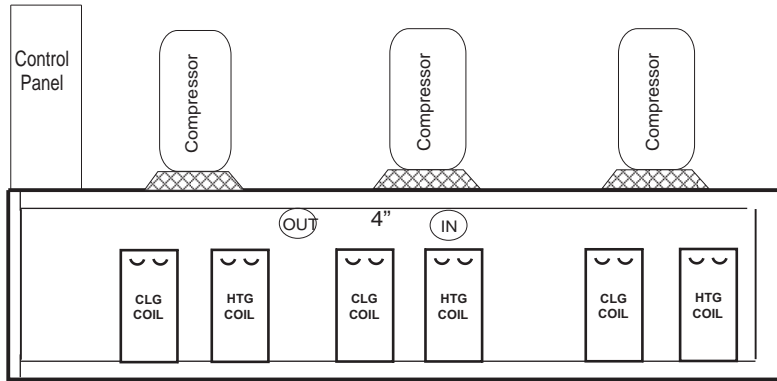 Control
Panel
Compressor
Compressor
Compressor
OUT
4”
IN
CLG
COIL
HTG
COIL
CLG
COIL
HTG
COIL
CLG
COIL
HTG
COIL